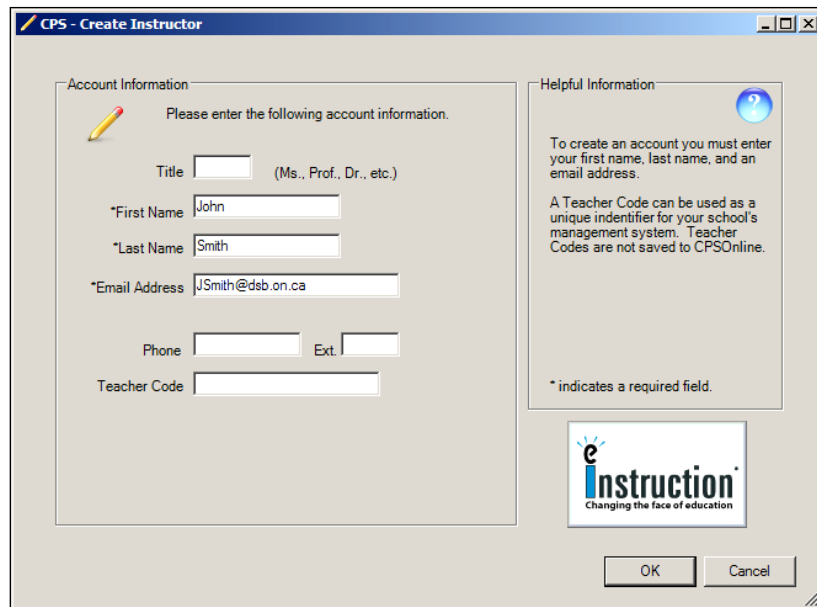 CPS - Create Instructor
Account Information
Please enter the following account information.
Title (Ms., Prof., Dr., etc.)
*First Name John
*Last Name Smith
*Email Address JSmith@dsb.on.ca
Phone Ext.
Teacher Code
Helpful Information
?
To create an account you must enter
your first name, last name, and an
email address.
A Teacher Code can be used as a
unique indentifier for your school's
management system. Teacher
Codes are not saved to CPSOnline.
* indicates a required field.
eInstruction
Changing the face of education
OK Cancel